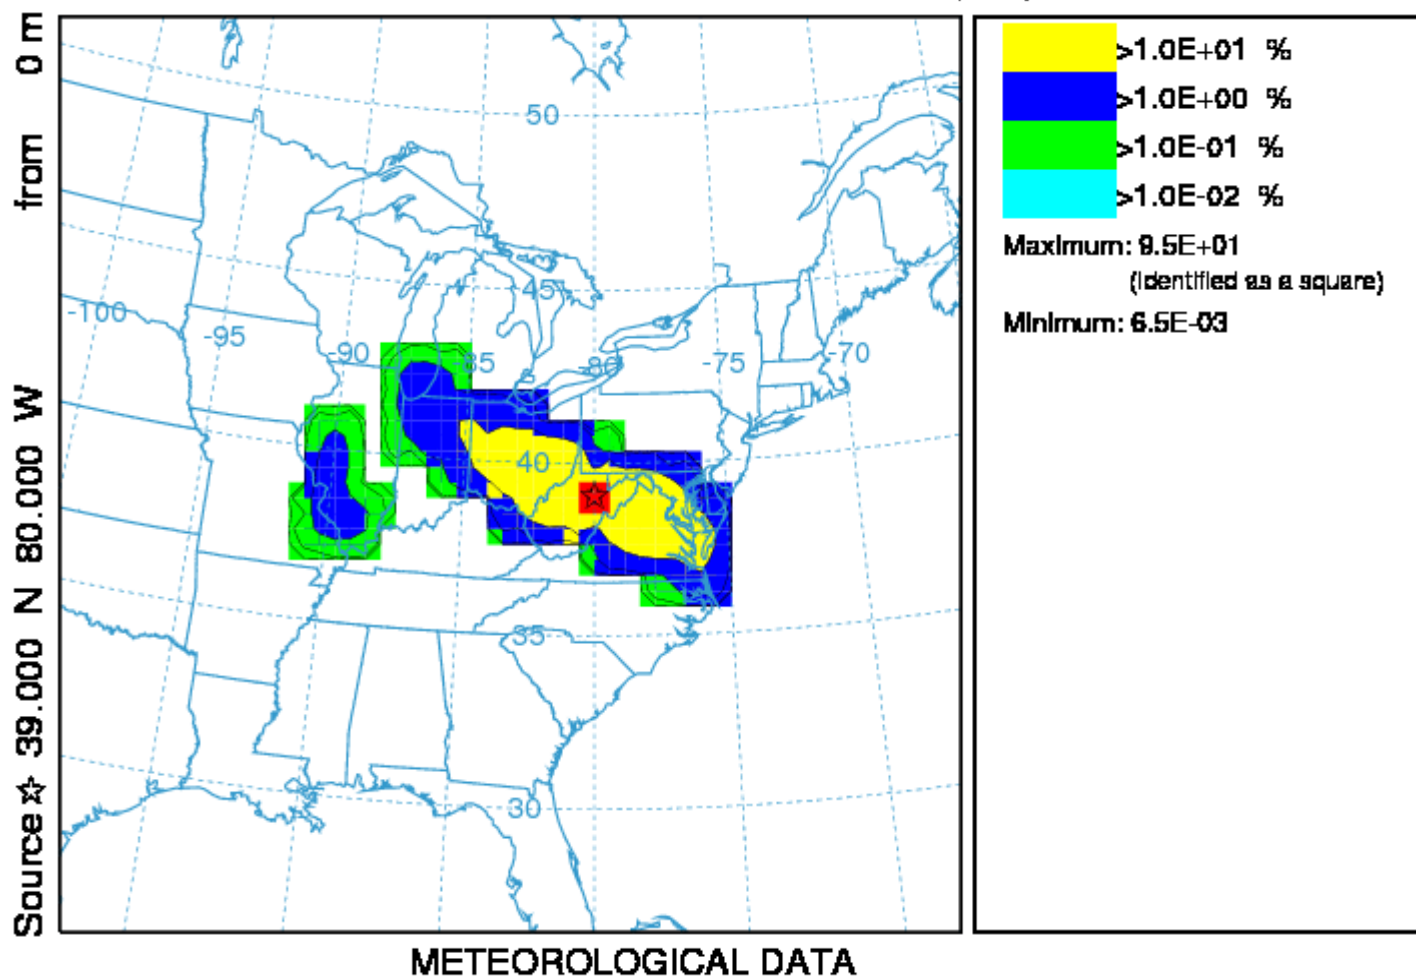 Source ☆ 39.000 N 80.000 W from 0 m
50
45
-100
-95
-90
-85
-80
-75
-70
40
35
30
>1.0E+01 %
>1.0E+00 %
>1.0E-01 %
>1.0E-02 %
Maximum: 9.5E+01
(identified as a square)
Minimum: 6.5E-03
METEOROLOGICAL DATA